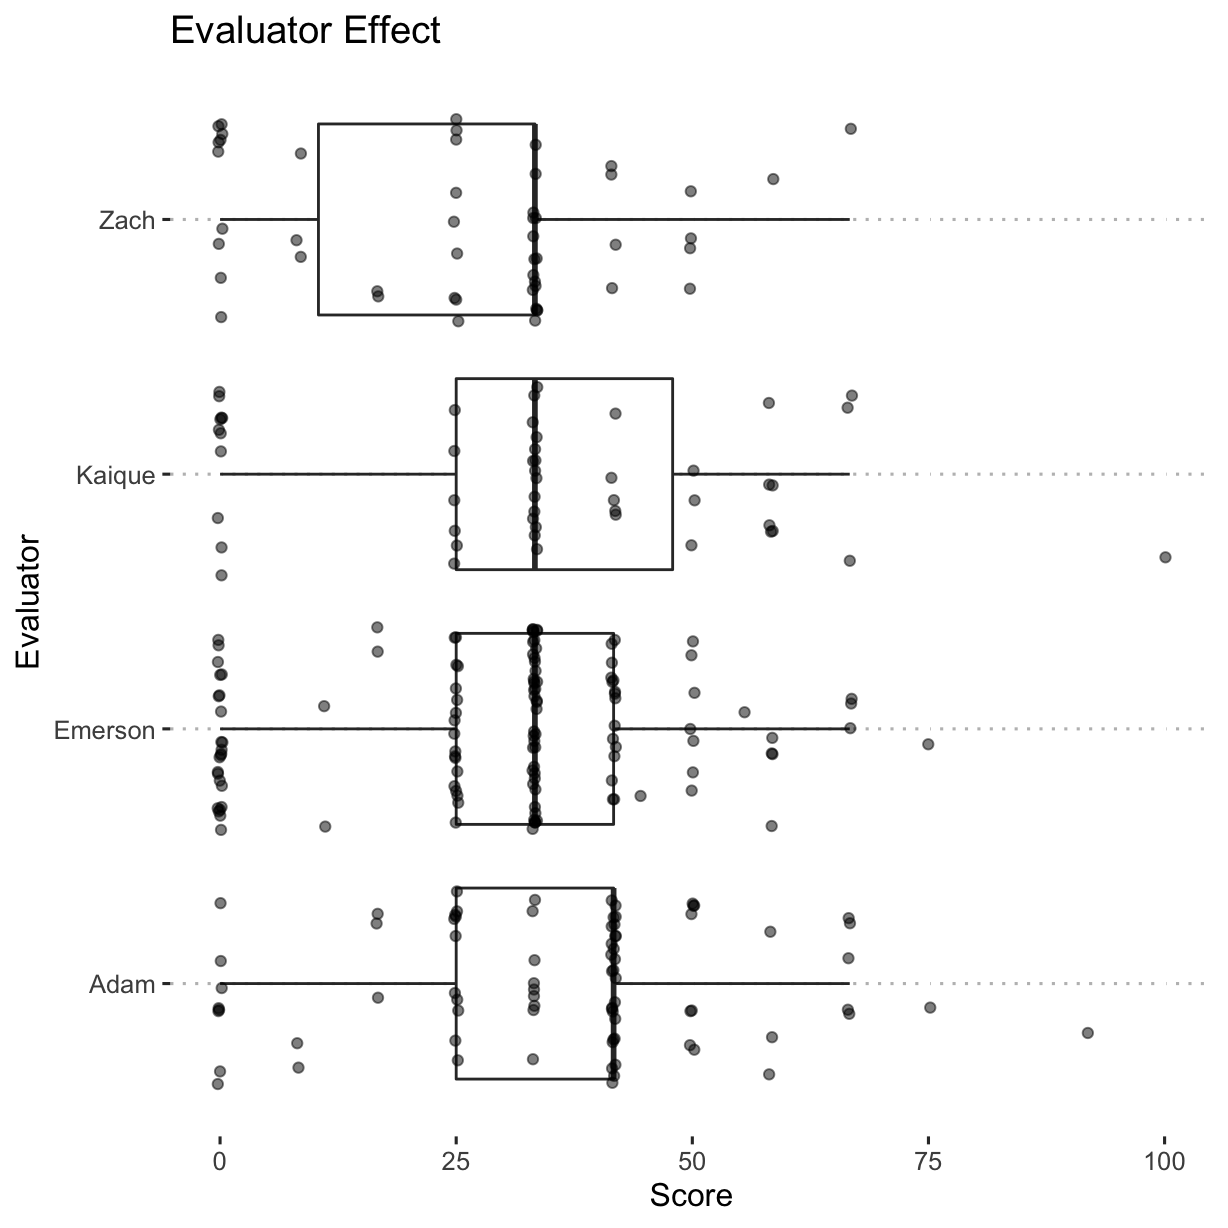 Evaluator Effect
Zach
Kaique
Emerson
Adam
Evaluator
0 25 50 75 100
Score